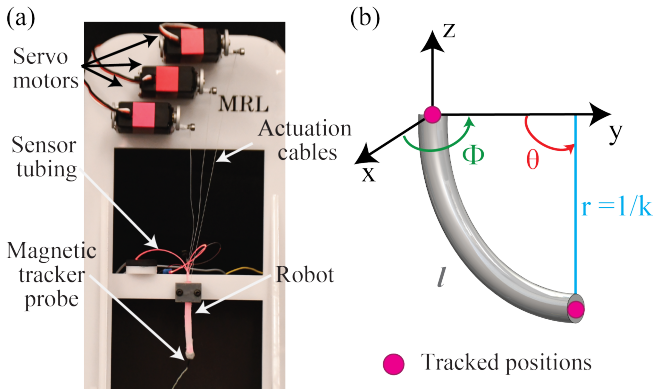 (a)
Servo
motors
MRL
Sensor
tubing
Actuation
cables
Magnetic
tracker
probe
Robot
(b)
z
y
x
Φ
θ
r =1/k
l
Tracked positions